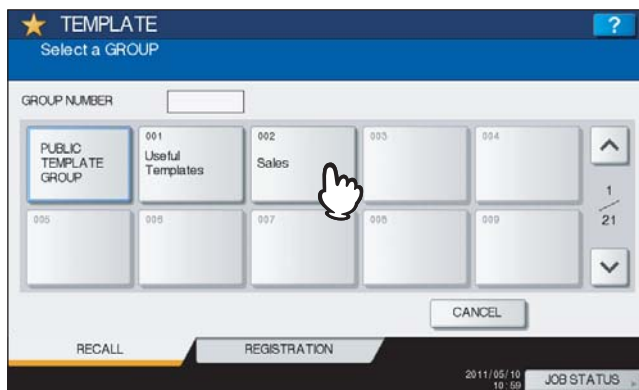 TEMPLATE
?
Select a GROUP
GROUP NUMBER
PUBLIC
TEMPLATE
GROUP
001
Useful
Templates
002
Sales
003
004
005
006
007
008
009
1
21
CANCEL
RECALL
REGISTRATION
2011/05/10
10:59
JOB STATUS